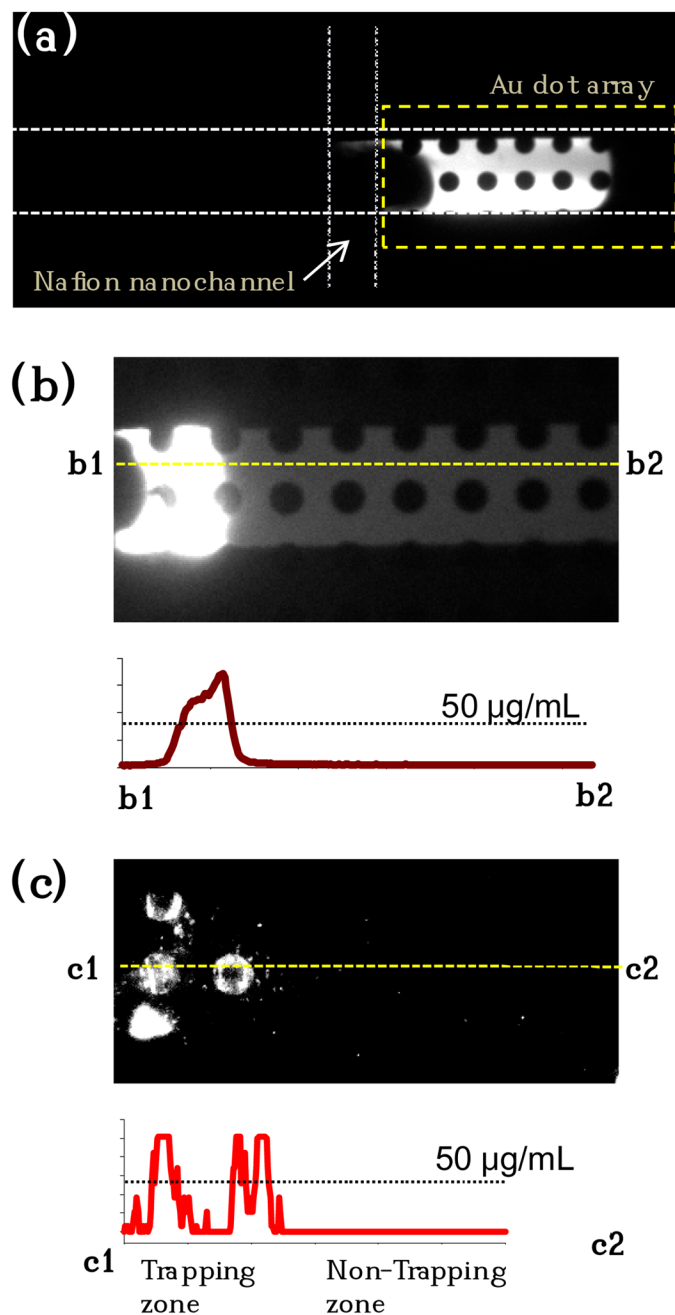 (a)
Au dot array
Nafion nanochannel
(b)
b1
b2
50 µg/mL
b1
b2
(c)
c1
c2
50 µg/mL
c1
c2
Trapping
zone
Non-Trapping
zone